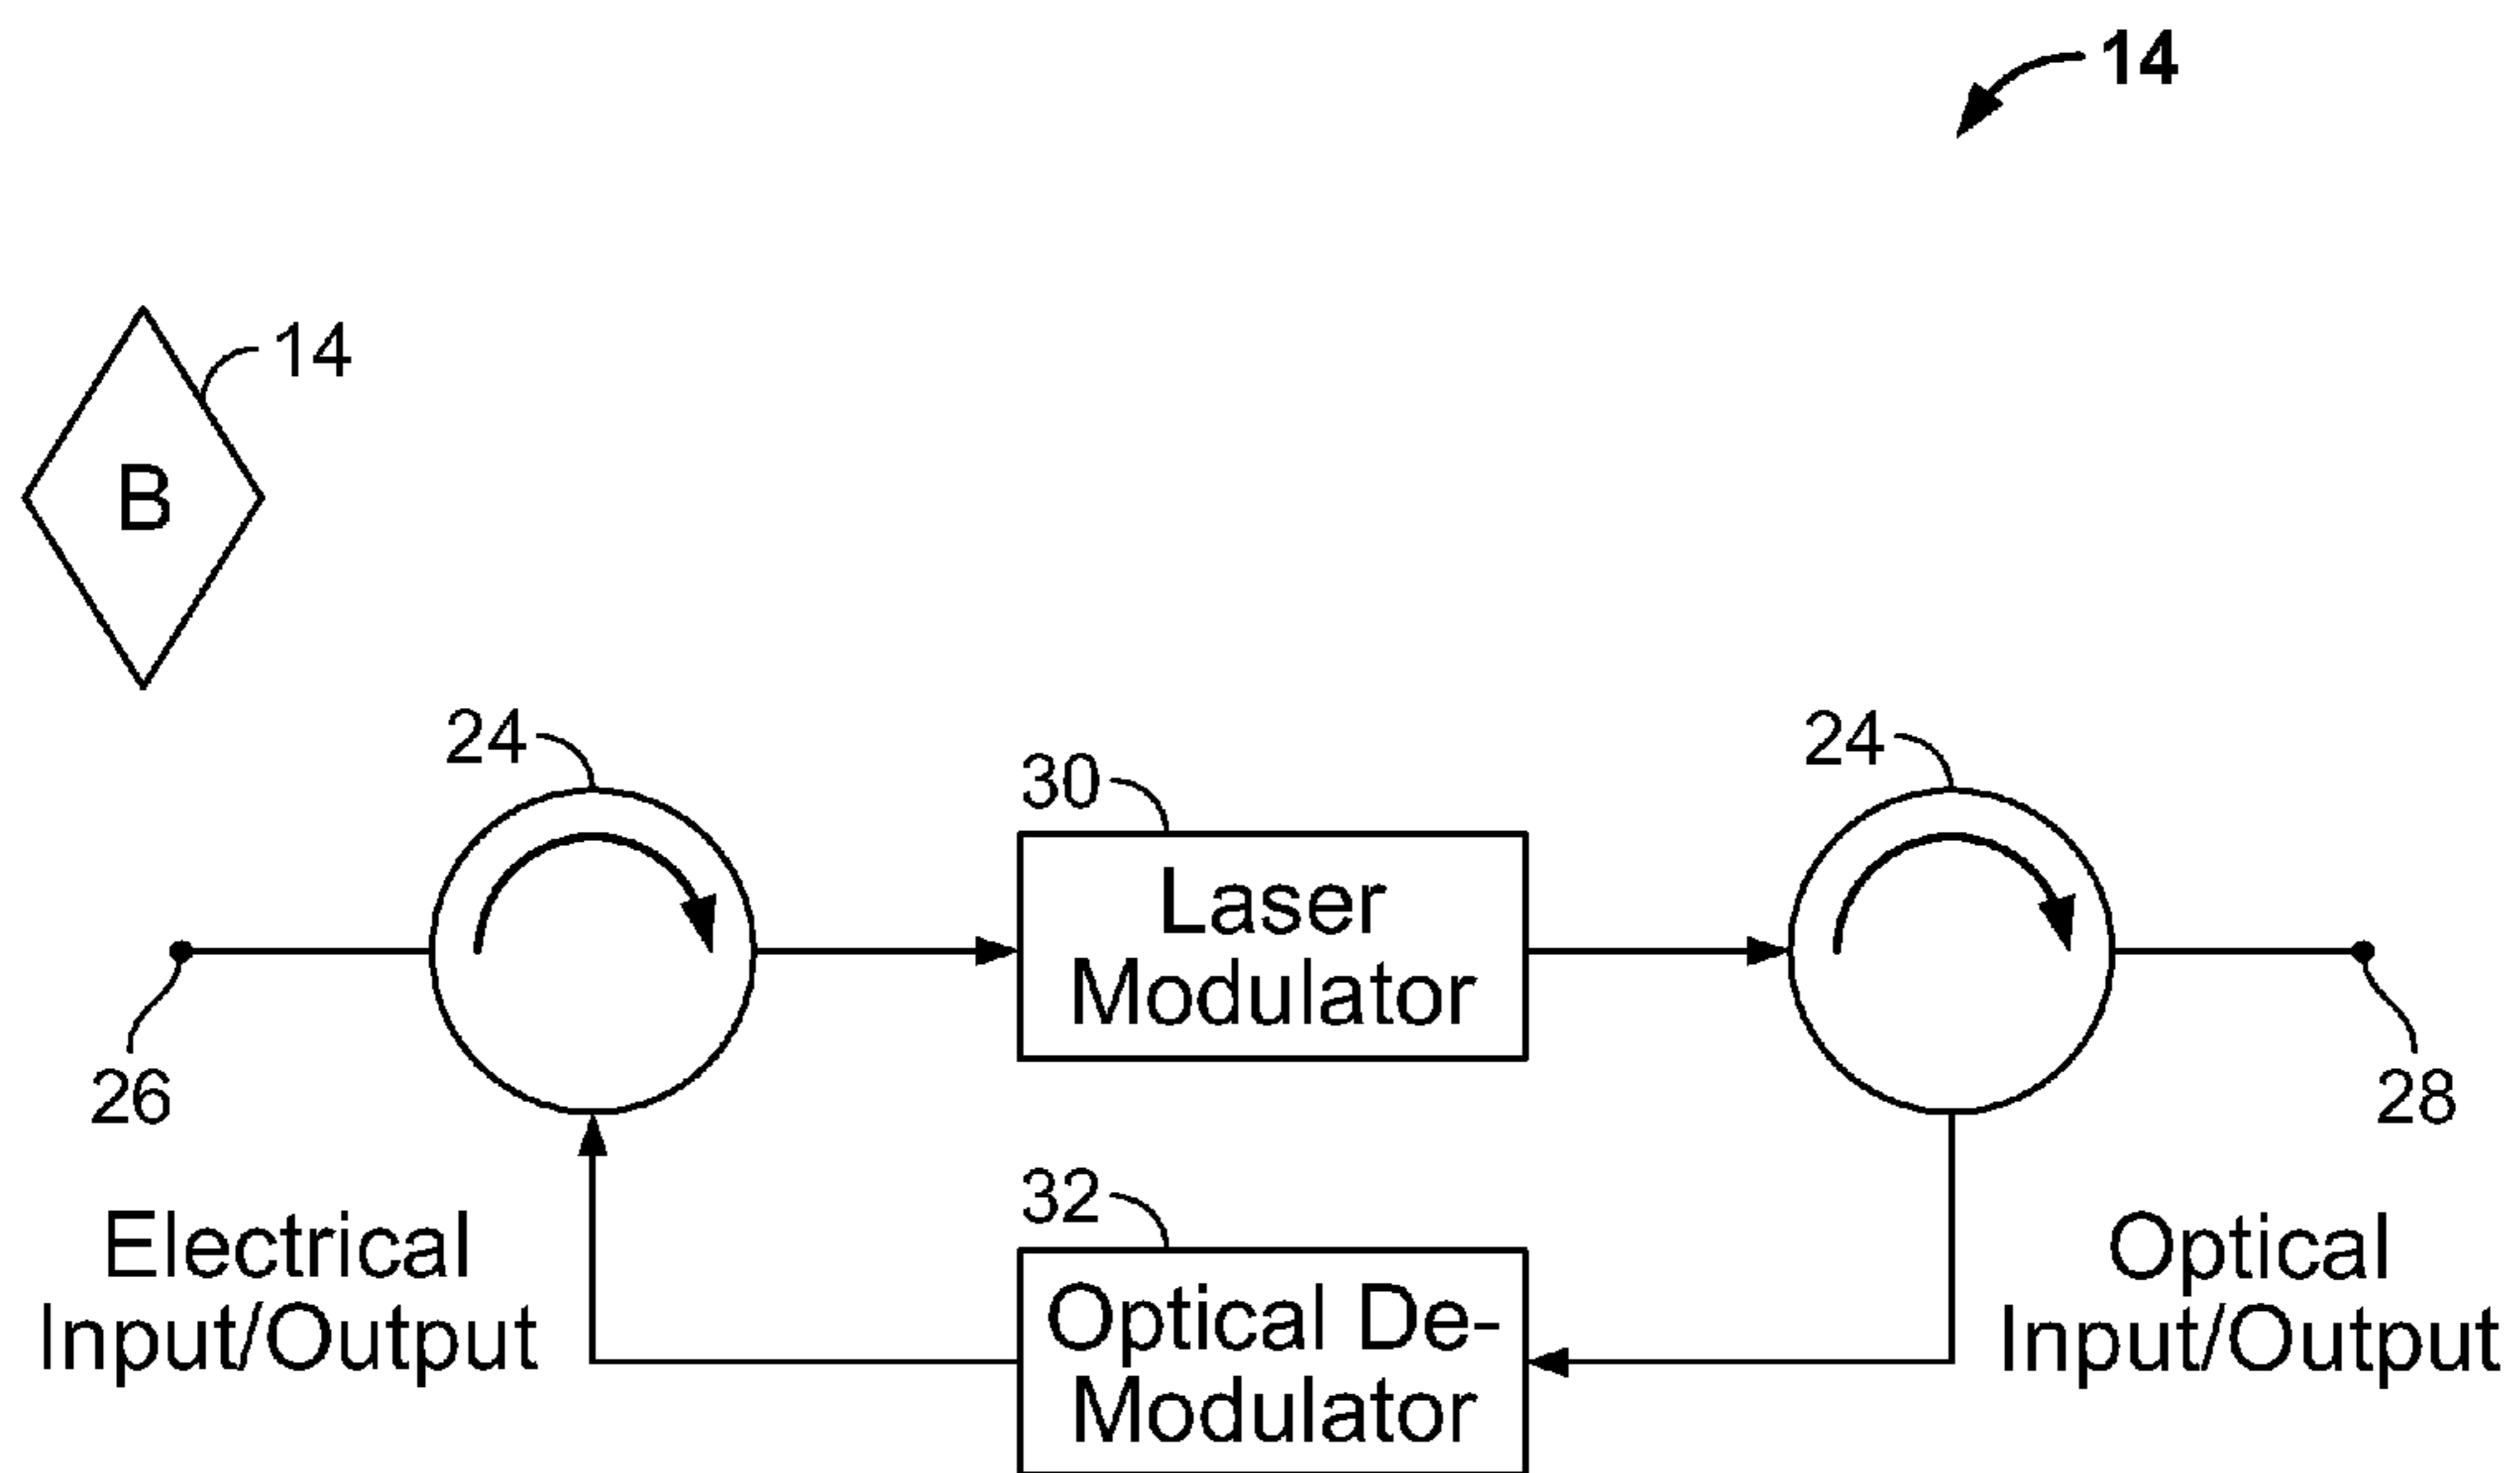 14
14
B
24
24
30
Laser
Modulator
26
28
32
Electrical
Input/Output
Optical
Input/Output
Optical De-
Modulator